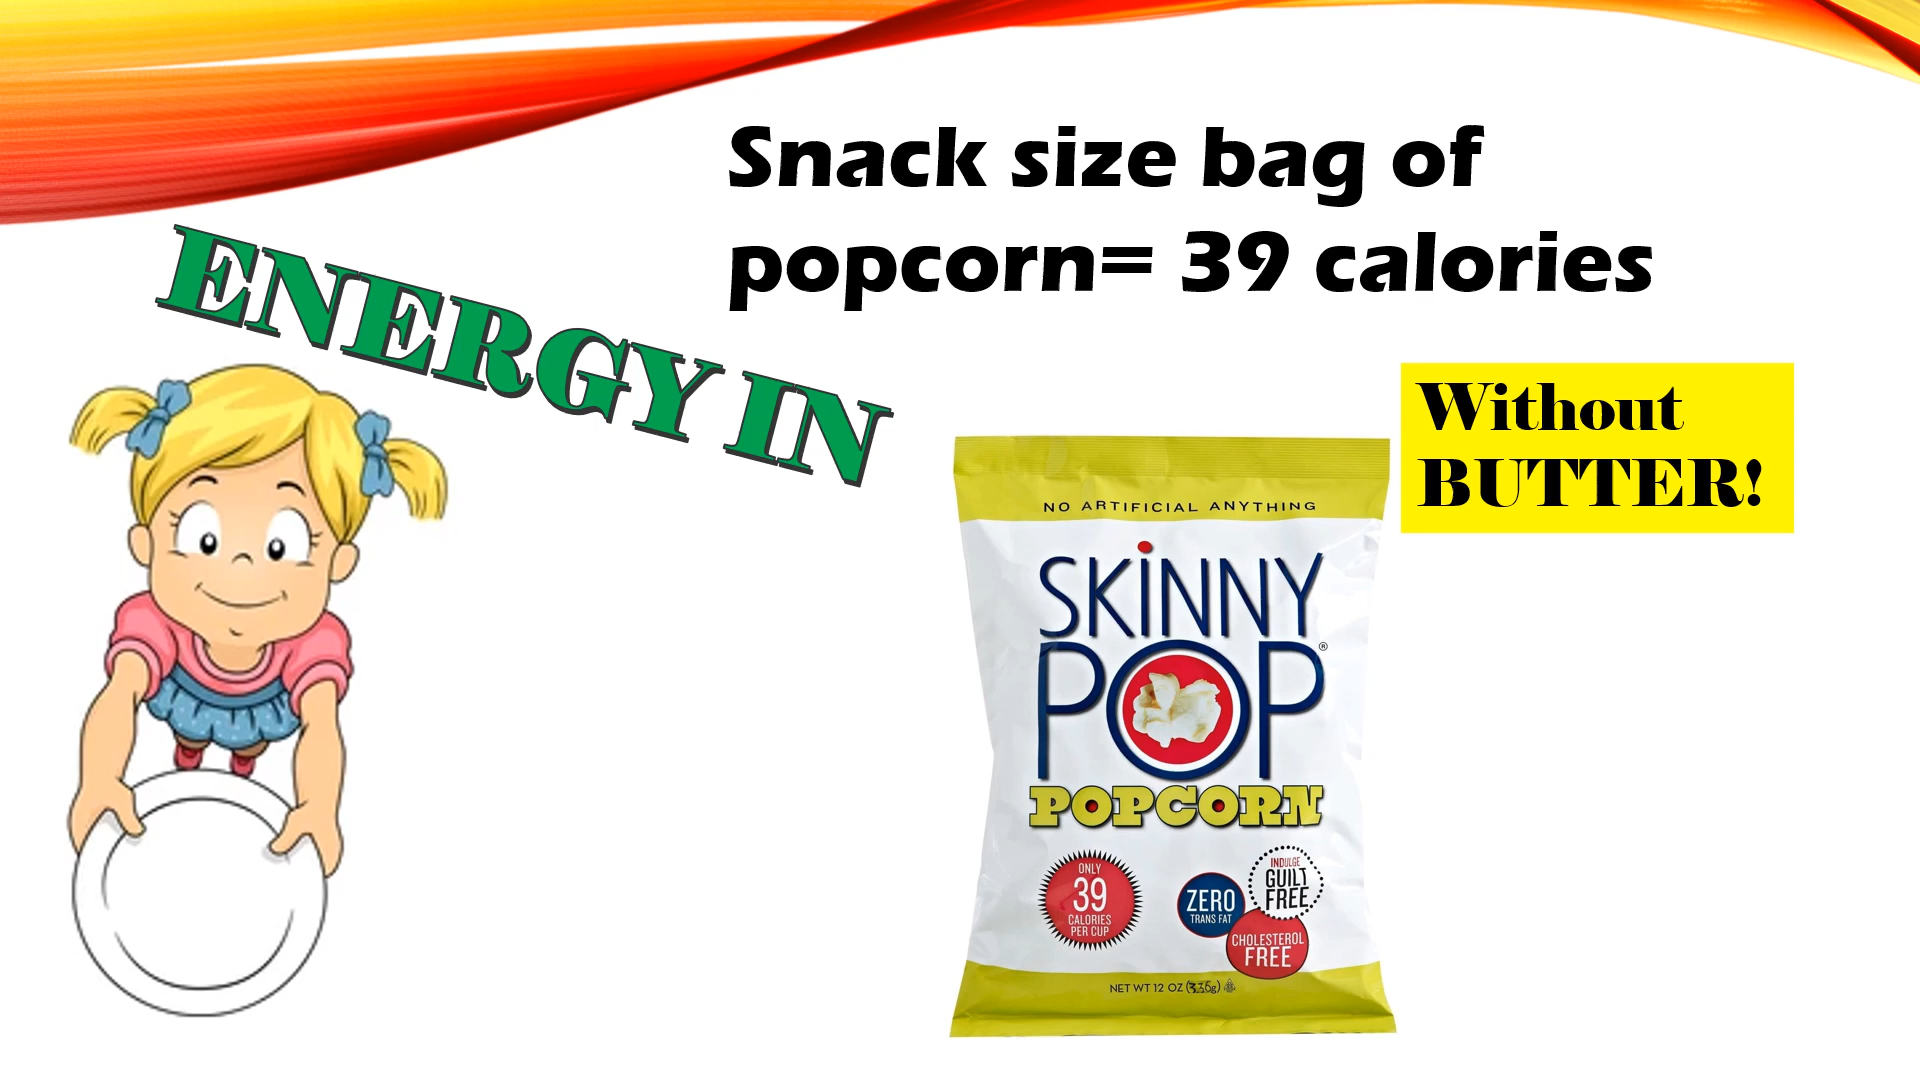 Snack size bag of
popcorn= 39 calories
ENERGY IN
Without
BUTTER!
NO ARTIFICIAL ANYTHING
SKINNY
POP®
POPCORN
ONLY
39
CALORIES
PER CUP
ZERO
TRANS FAT
INDULGE
GUILT
FREE
CHOLESTEROL
FREE
NET WT 12 OZ